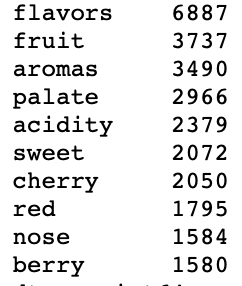 flavors 6887
fruit 3737
aromas 3490
palate 2966
acidity 2379
sweet 2072
cherry 2050
red 1795
nose 1584
berry 1580